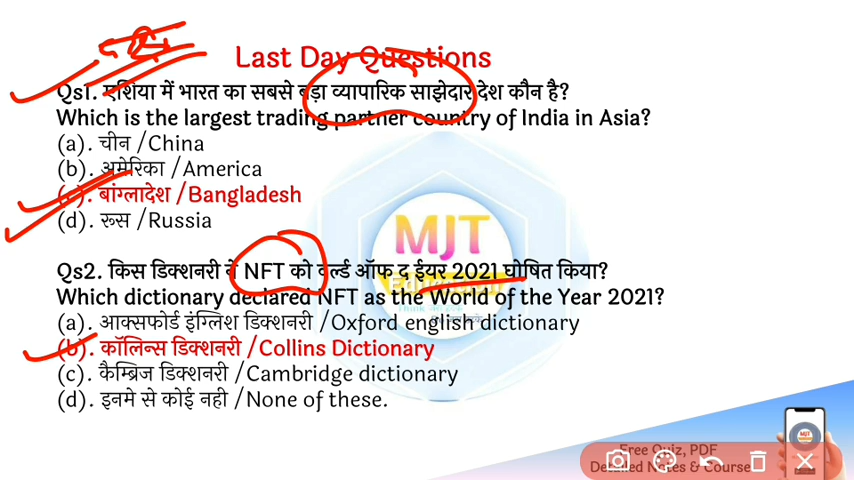 Last Day Questions
Qs1. एशिया में भारत का सबसे बड़ा व्यापारिक साझेदार देश कौन है?
Which is the largest trading partner country of India in Asia?
(a). चीन /China
(b). अमेरिका /America
(c). बांग्लादेश /Bangladesh
(d). रूस /Russia
MJT
Qs2. किस डिक्शनरी ने NFT को वर्ल्ड ऑफ द ईयर 2021 घोषित किया?
Which dictionary declared NFT as the World of the Year 2021?
(a). आक्सफोर्ड इंग्लिश डिक्शनरी /Oxford english dictionary
(b). कॉलिन्स डिक्शनरी /Collins Dictionary
(c). कैम्ब्रिज डिक्शनरी /Cambridge dictionary
(d). इनमे से कोई नही /None of these.
MJT
Free Quiz, PDF
Detailed Notes & Course